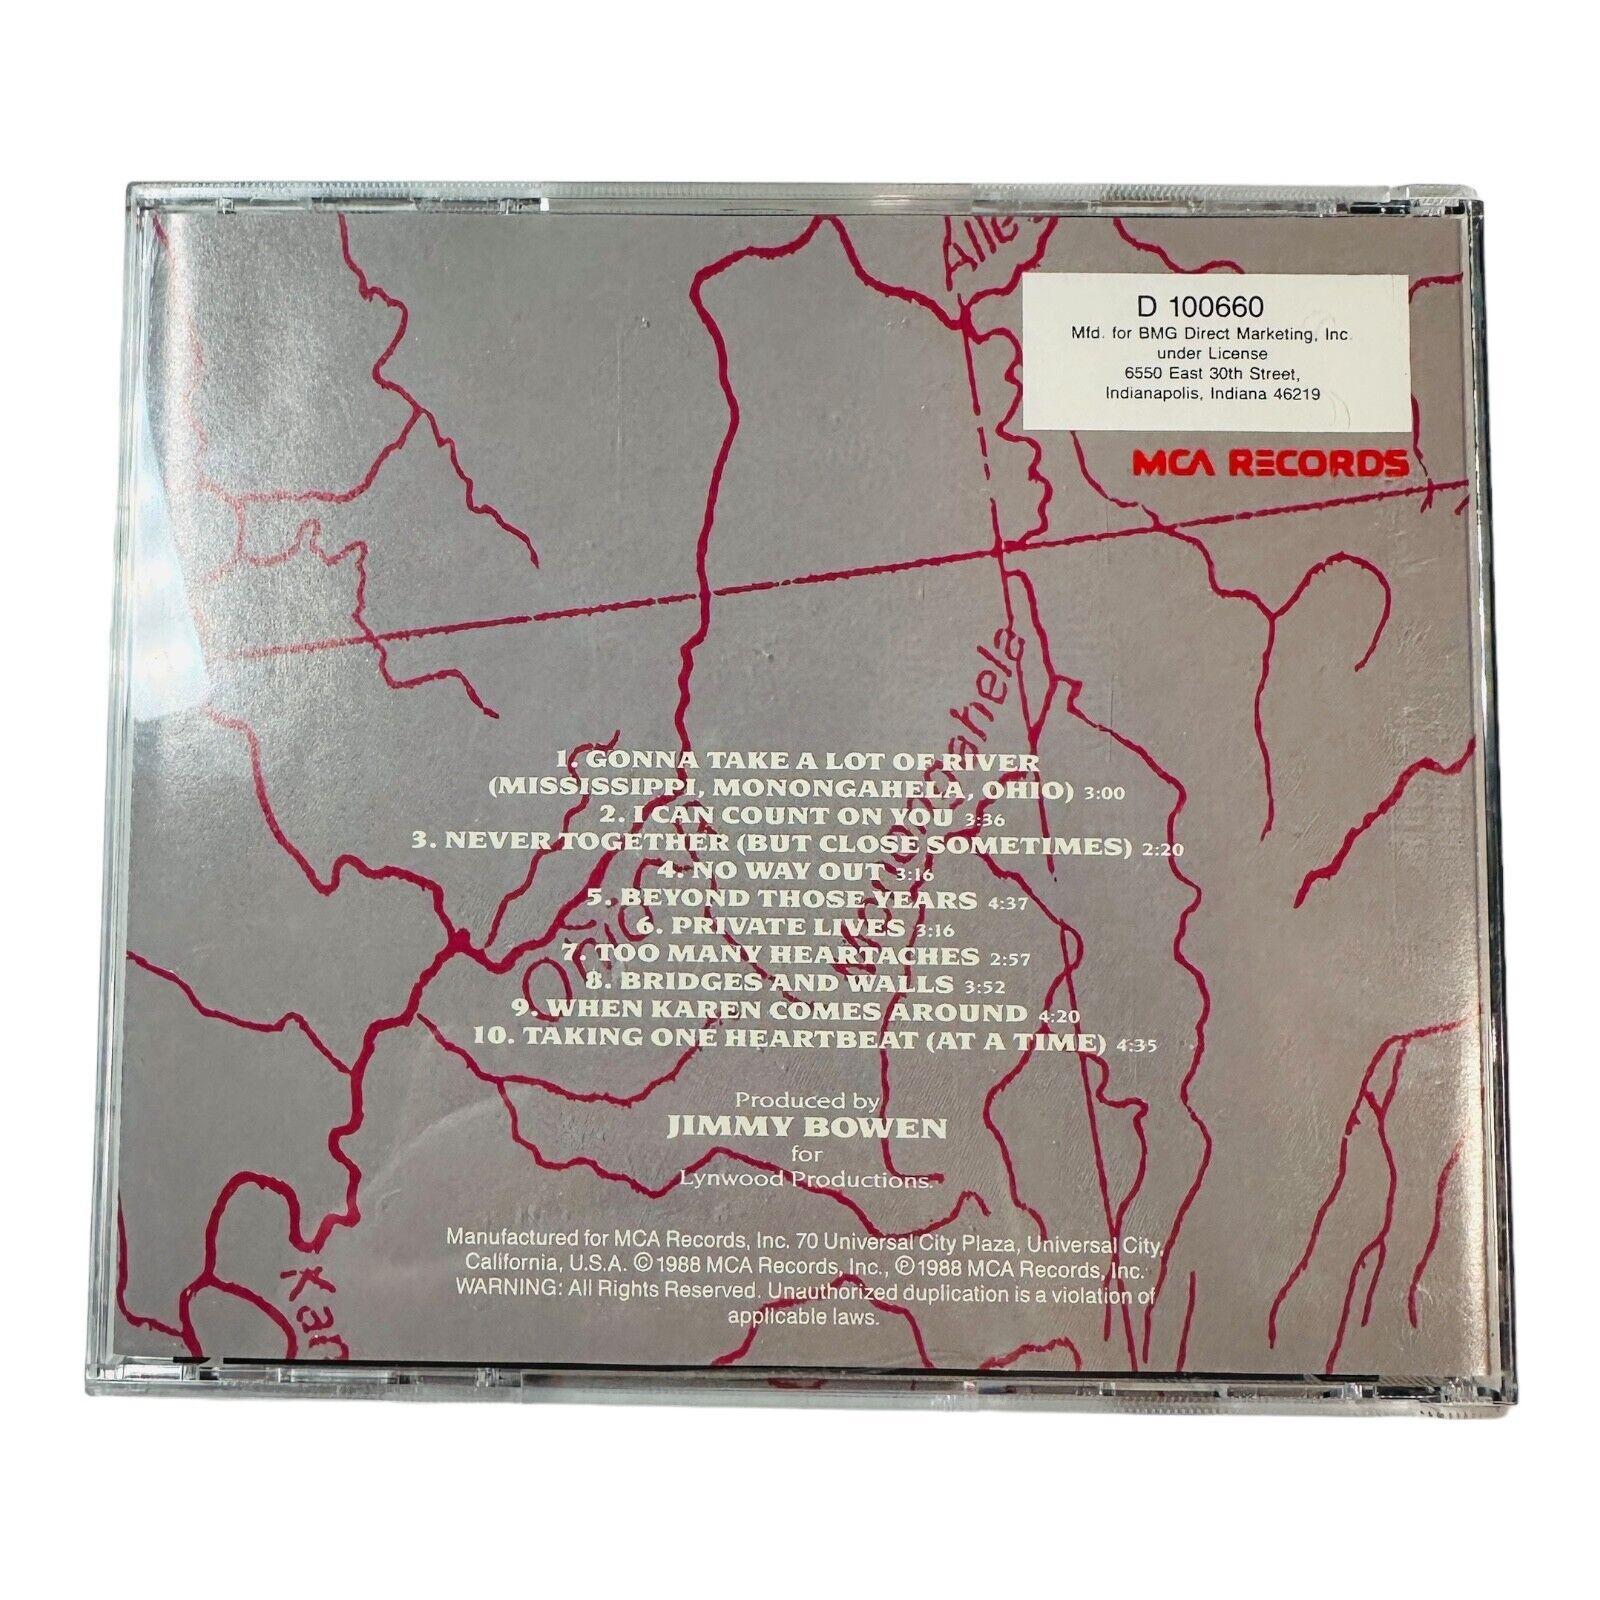 Alle
D 100660
Mfd. for BMG Direct Marketing, Inc.
under License
6550 East 30th Street,
Indianapolis, Indiana 46219
MCA RECORDS
Monongahela
Ohio
1. GONNA TAKE A LOT OF RIVER
(MISSISSIPPI, MONONGAHELA, OHIO) 3:00
2. I CAN COUNT ON YOU 3:36
3. NEVER TOGETHER (BUT CLOSE SOMETIMES) 2:20
4. NO WAY OUT 3:16
5. BEYOND THOSE YEARS 4:37
6. PRIVATE LIVES 3:16
7. TOO MANY HEARTACHES 2:57
8. BRIDGES AND WALLS 3:52
9. WHEN KAREN COMES AROUND 4:20
10. TAKING ONE HEARTBEAT (AT A TIME) 4:35
Produced by
JIMMY BOWEN
for
Lynwood Productions.
Manufactured for MCA Records, Inc. 70 Universal City Plaza, Universal City,
California, U.S.A. ©1988 MCA Records, Inc., ℗1988 MCA Records, Inc.
WARNING: All Rights Reserved. Unauthorized duplication is a violation of
applicable laws.
Kan